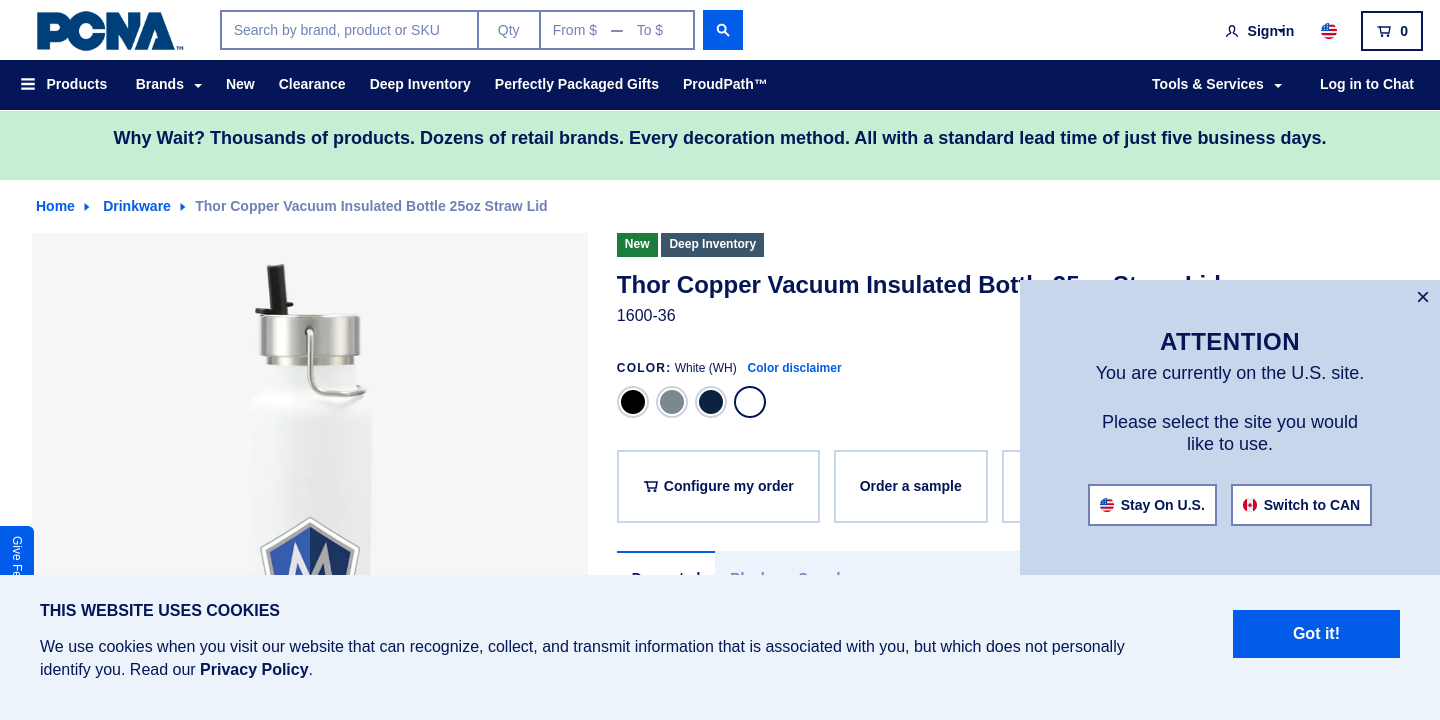 PCNA™
Search by brand, product or SKU
Qty
From $ — To $
Sign in
0
Products
Brands
New
Clearance
Deep Inventory
Perfectly Packaged Gifts
ProudPath™
Tools & Services
Log in to Chat
Why Wait? Thousands of products. Dozens of retail brands. Every decoration method. All with a standard lead time of just five business days.
Home
Drinkware
Thor Copper Vacuum Insulated Bottle 25oz Straw Lid
New
Deep Inventory
Thor Copper Vacuum Insulated
1600-36
COLOR: White (WH) Color disclaimer
Configure my order
Order a sample
×
ATTENTION
You are currently on the U.S. site.
Please select the site you would
like to use.
Stay On U.S.
Switch to CAN
Give
THIS WEBSITE USES COOKIES
We use cookies when you visit our website that can recognize, collect, and transmit information that is associated with you, but which does not personally
identify you. Read our Privacy Policy.
Got it!